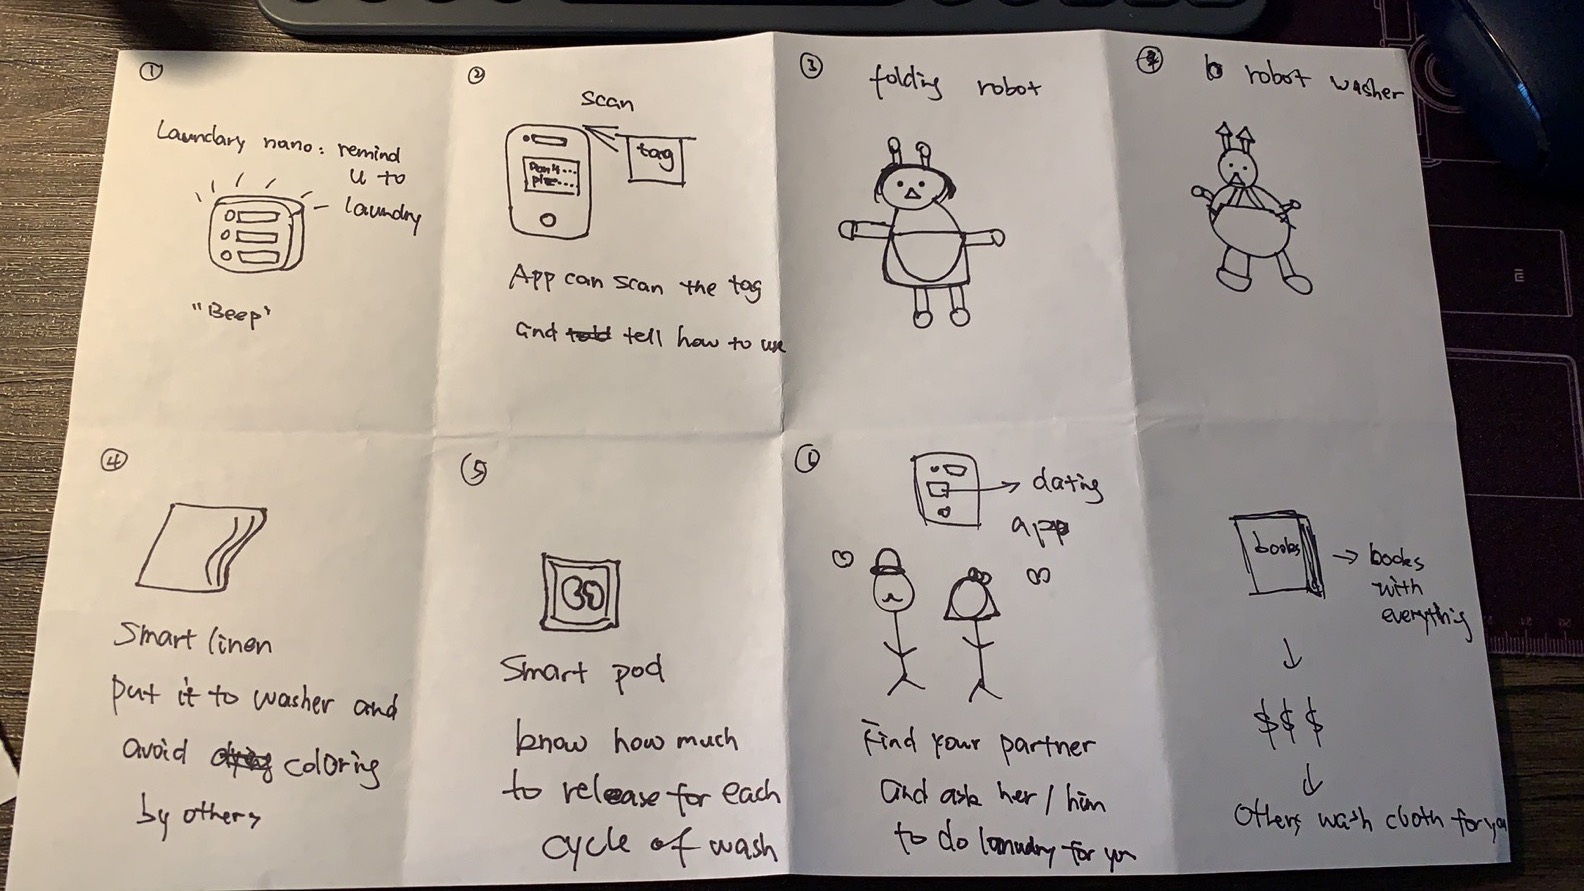 ①
Laundary nano: remind
u to
laundry
"Beep"
②
scan
tag
App can scan the tag
and told tell how to use
③
folding robot
robot washer
④
Smart linen
put it to washer and
avoid coloring
by others
⑤
Smart pod
know how much
to release for each
cycle of wash
dating
app
Find your partner
and ask her / him
to do laundry for you
books
books
with
everything
$$$
Others wash cloth for you